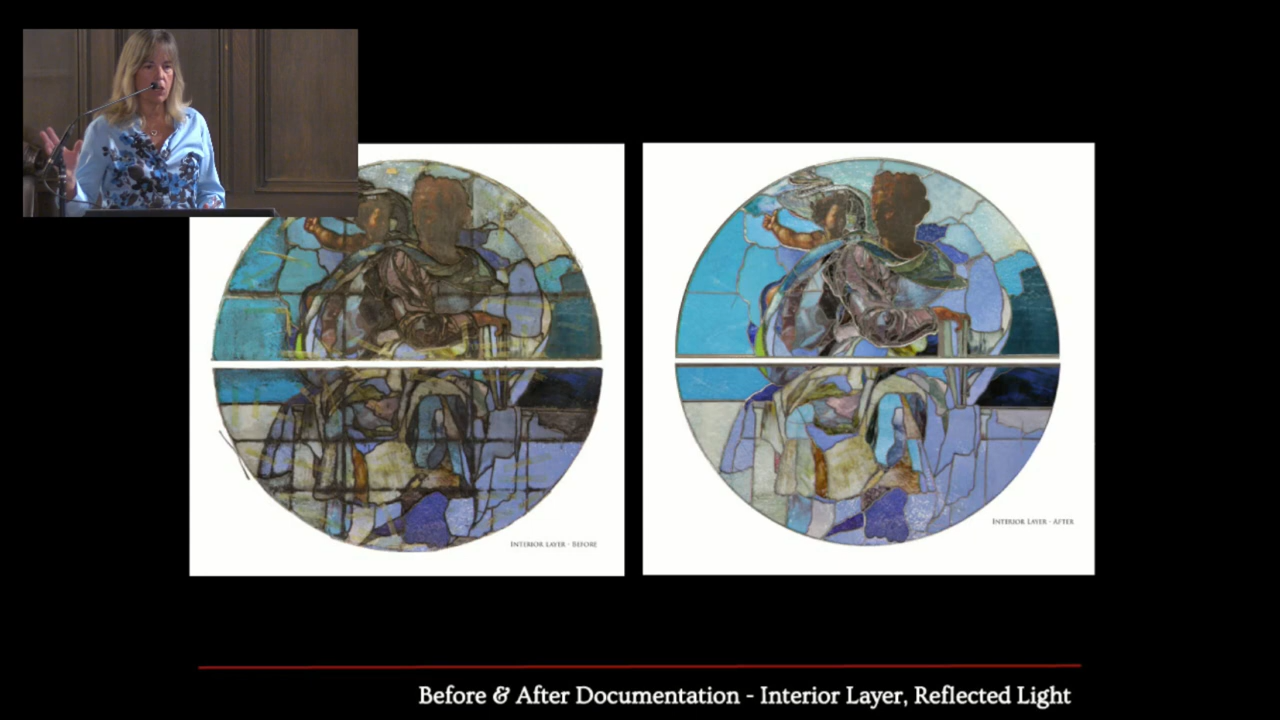 INTERIOR LAYER - BEFORE
INTERIOR LAYER - AFTER
Before & After Documentation - Interior Layer, Reflected Light